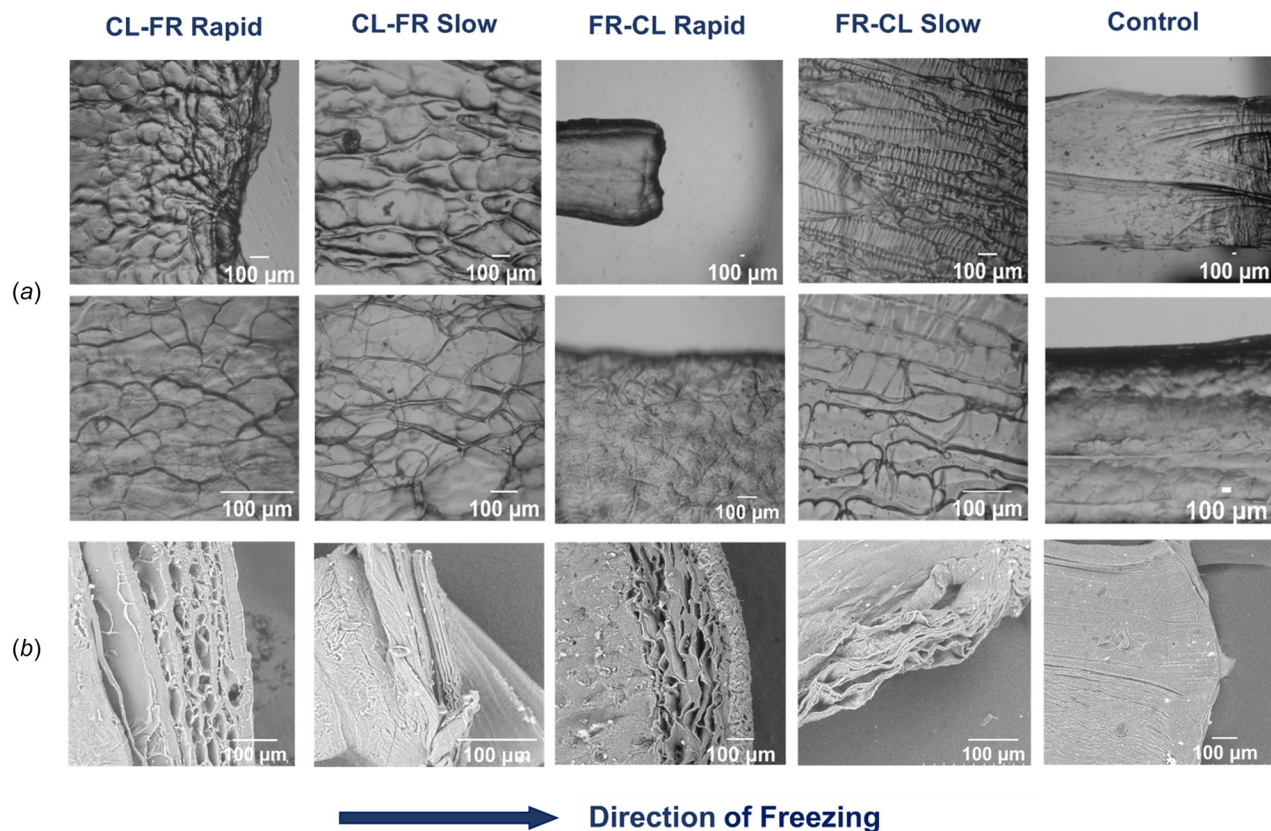 CL-FR Rapid CL-FR Slow FR-CL Rapid FR-CL Slow Control
(a)
100 µm 100 µm 100 µm 100 µm 100 µm
100 µm 100 µm 100 µm 100 µm 100 µm
(b)
100 µm 100 µm 100 µm 100 µm 100 µm
Direction of Freezing